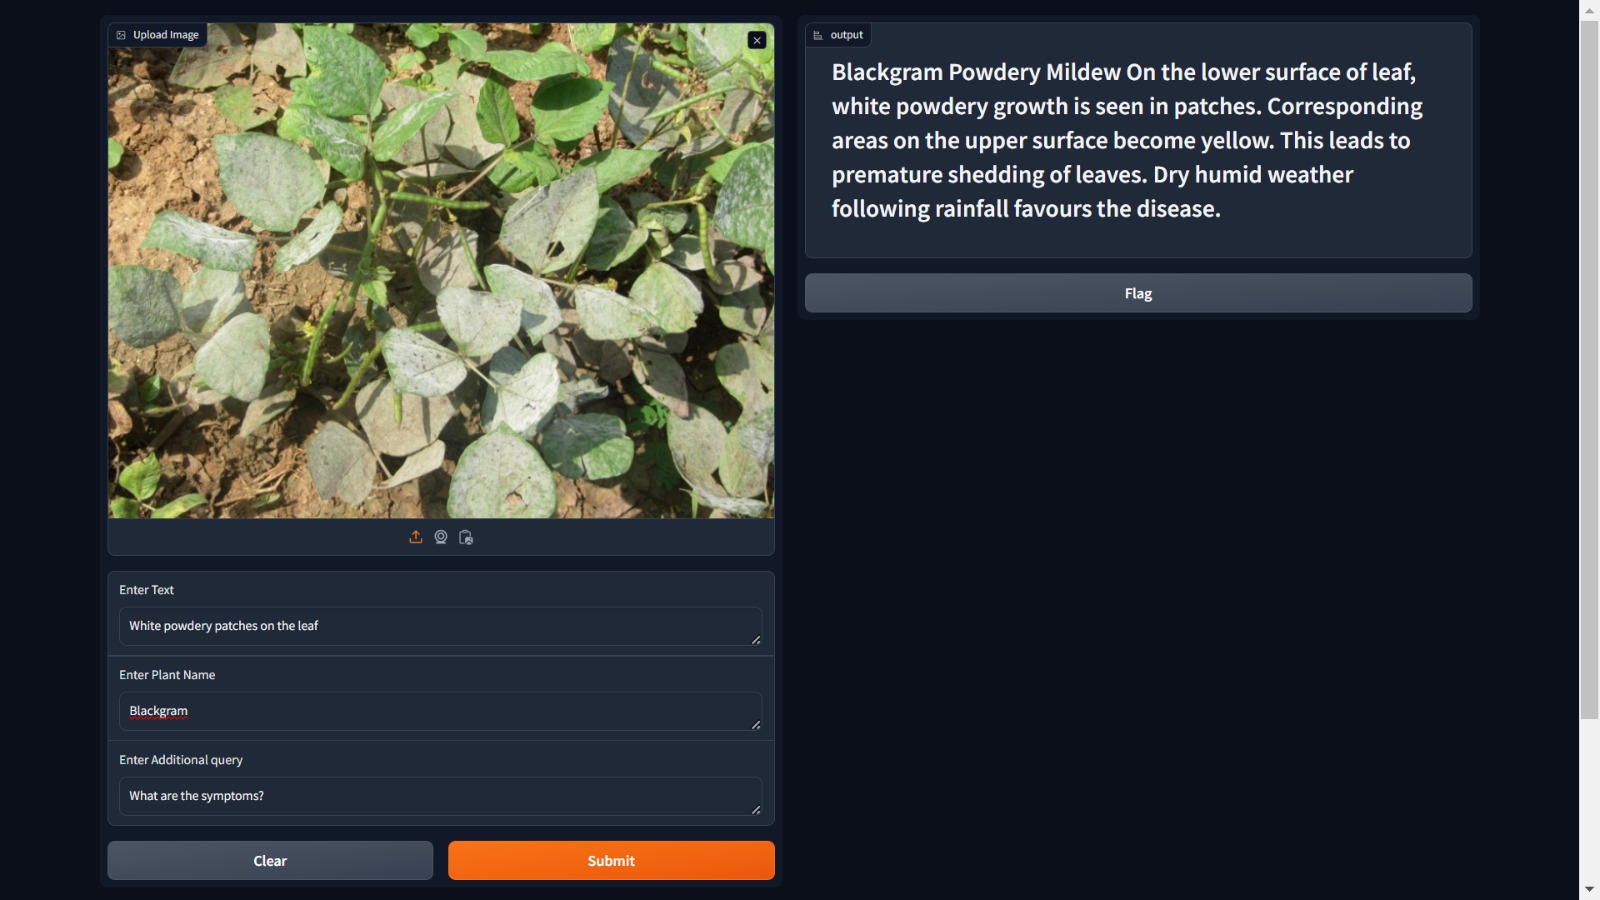 Upload Image
output
Blackgram Powdery Mildew On the lower surface of leaf,
white powdery growth is seen in patches. Corresponding
areas on the upper surface become yellow. This leads to
premature shedding of leaves. Dry humid weather
following rainfall favours the disease.
Flag
Enter Text
White powdery patches on the leaf
Enter Plant Name
Blackgram
Enter Additional query
What are the symptoms?
Clear
Submit